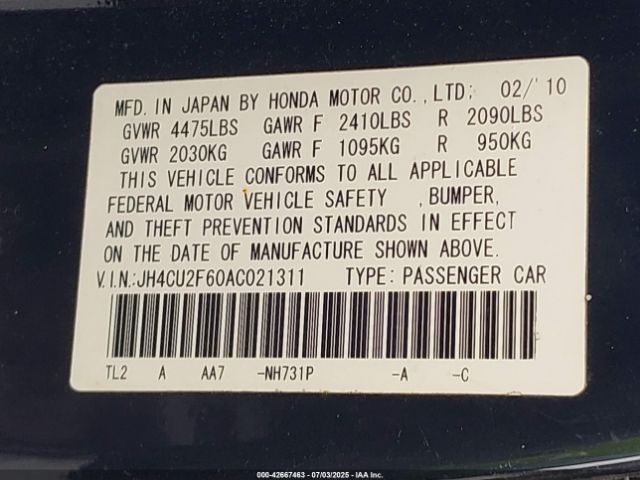 MFD. IN JAPAN BY HONDA MOTOR CO., LTD; 02/'10
GVWR 4475LBS GAWR F 2410LBS R 2090LBS
GVWR 2030KG GAWR F 1095KG R 950KG
THIS VEHICLE CONFORMS TO ALL APPLICABLE
FEDERAL MOTOR VEHICLE SAFETY , BUMPER,
AND THEFT PREVENTION STANDARDS IN EFFECT
ON THE DATE OF MANUFACTURE SHOWN ABOVE.
V.I.N.:JH4CU2F60AC021311 TYPE: PASSENGER CAR
TL2 A AA7 -NH731P -A -C
000-42667463 - 07/03/2025 - IAA Inc.